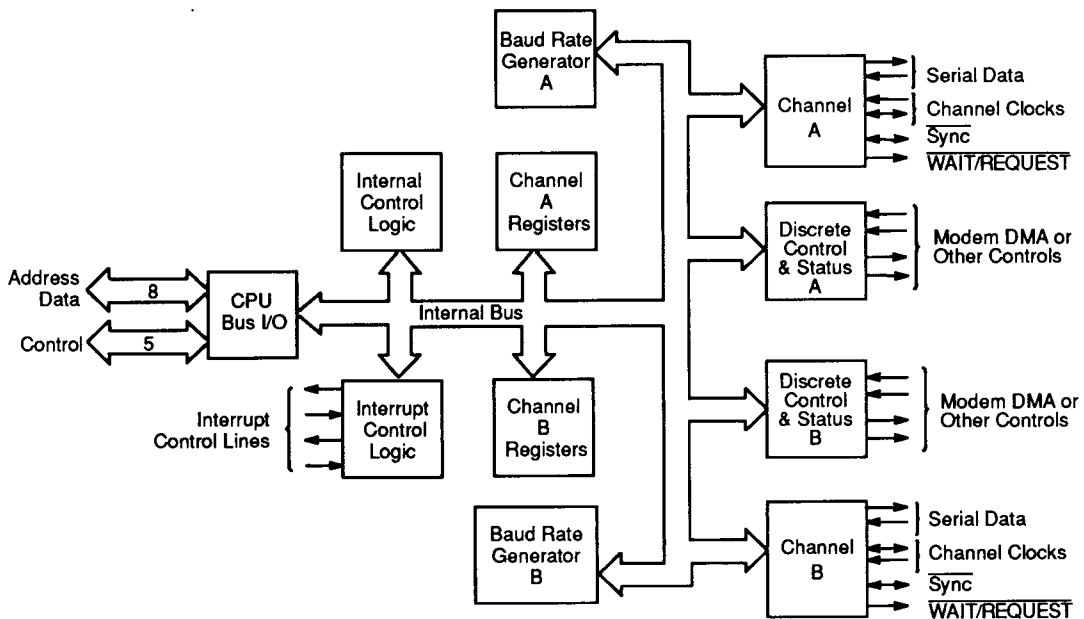 Baud Rate
Generator
A
Channel
A
Serial Data
Channel Clocks
Sync
WAIT/REQUEST
Internal
Control
Logic
Channel
A
Registers
Discrete
Control
& Status
A
Modem DMA or
Other Controls
Address
Data
8
CPU
Bus I/O
Internal Bus
Control
5
Interrupt
Control Lines
Interrupt
Control
Logic
Channel
B
Registers
Discrete
Control
& Status
B
Modem DMA or
Other Controls
Baud Rate
Generator
B
Channel
B
Serial Data
Channel Clocks
Sync
WAIT/REQUEST